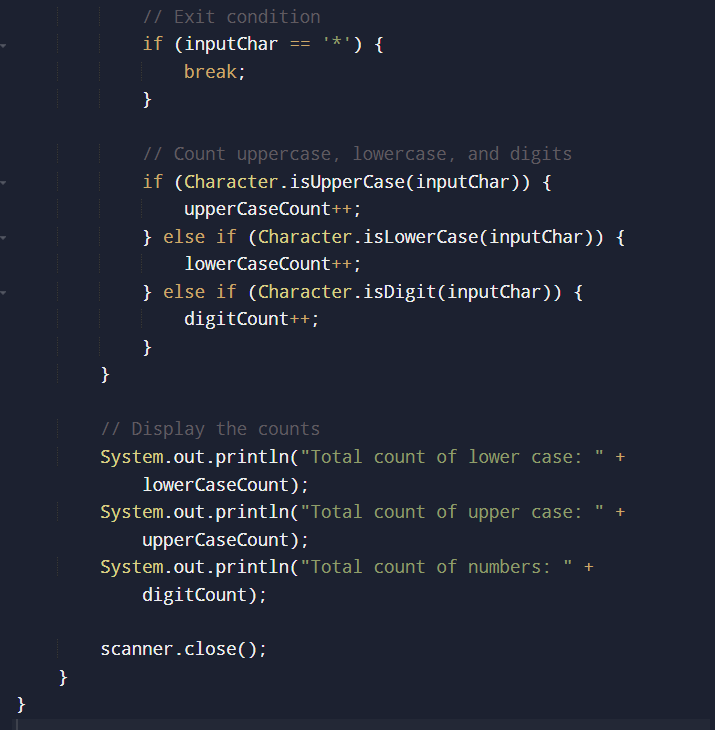 // Exit condition
if (inputChar == '*') {
break;
}
// Count uppercase, lowercase, and digits
if (Character.isUpperCase(inputChar)) {
upperCaseCount++;
} else if (Character.isLowerCase(inputChar)) {
lowerCaseCount++;
} else if (Character.isDigit(inputChar)) {
digitCount++;
}
}
// Display the counts
System.out.println("Total count of lower case: " +
lowerCaseCount);
System.out.println("Total count of upper case: " +
upperCaseCount);
System.out.println("Total count of numbers: " +
digitCount);
scanner.close();
}
}